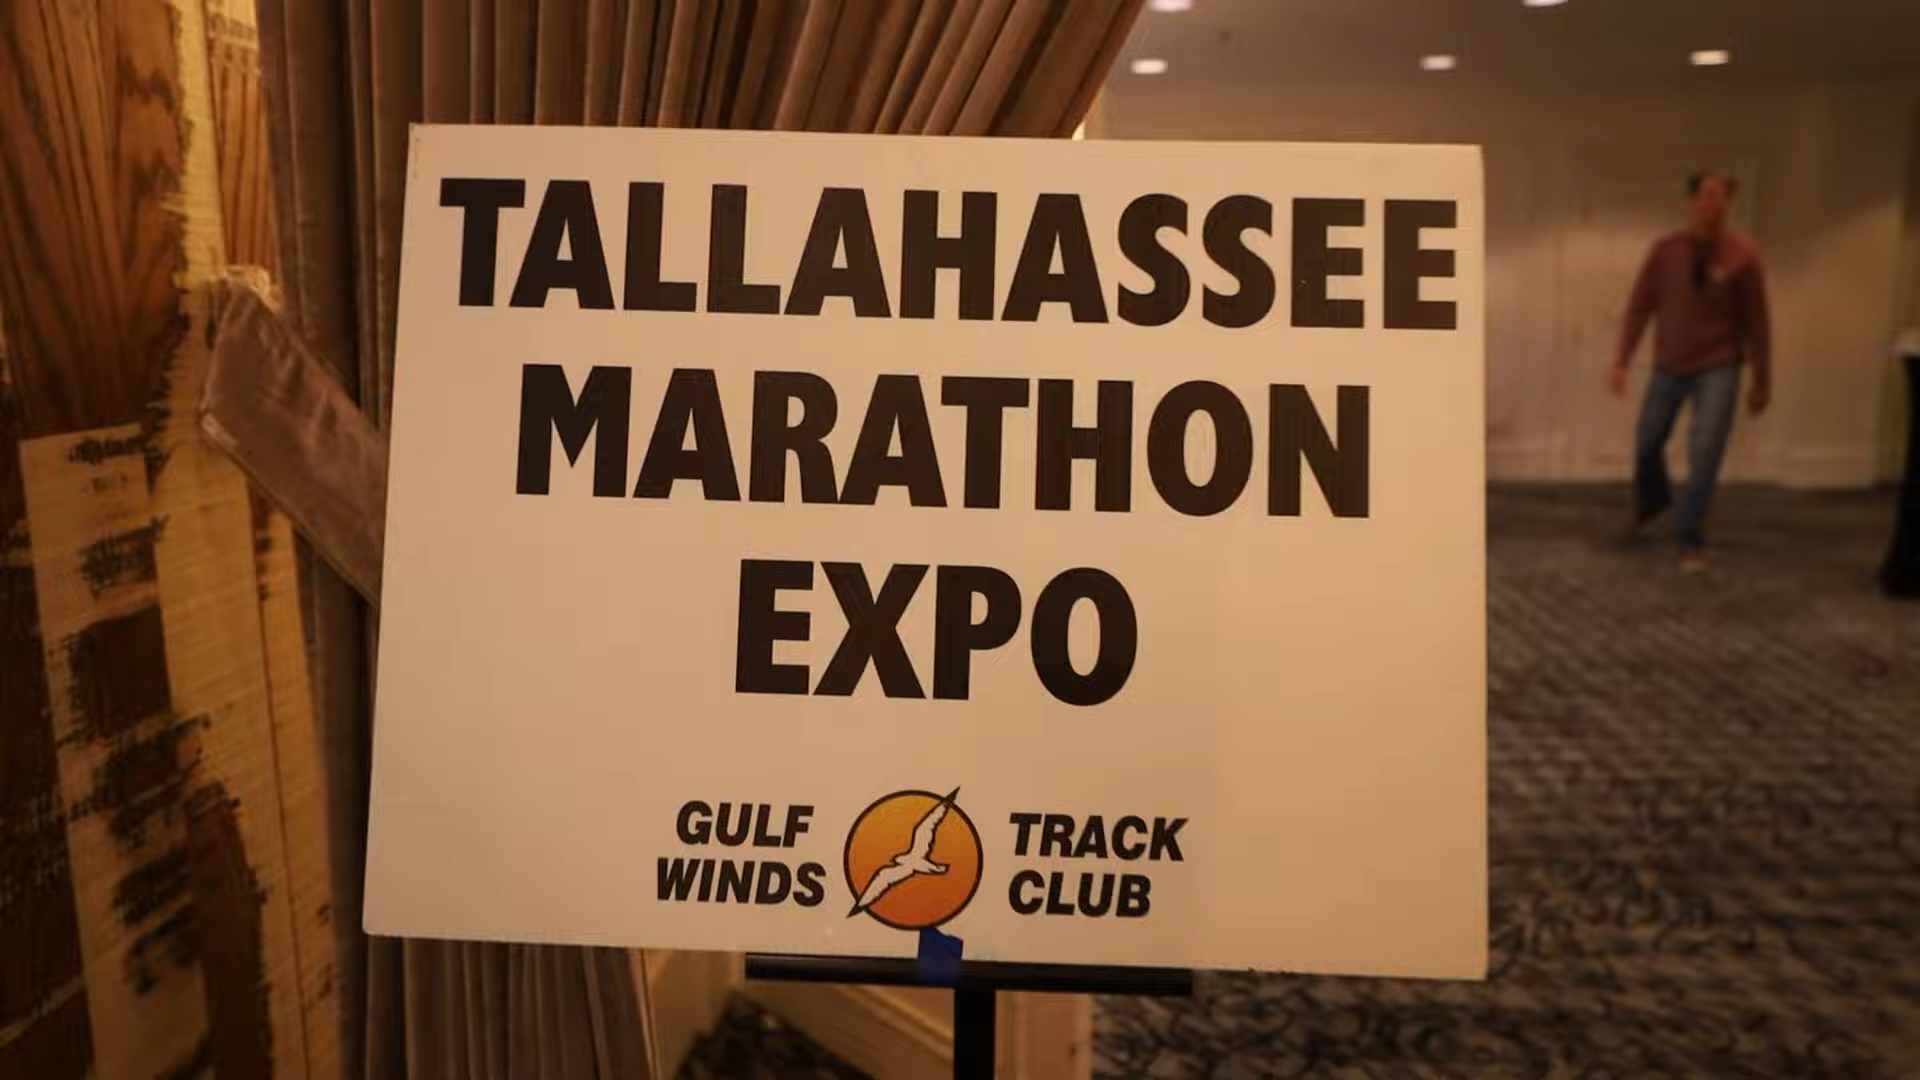 TALLAHASSEE
MARATHON
EXPO
GULF WINDS
TRACK CLUB